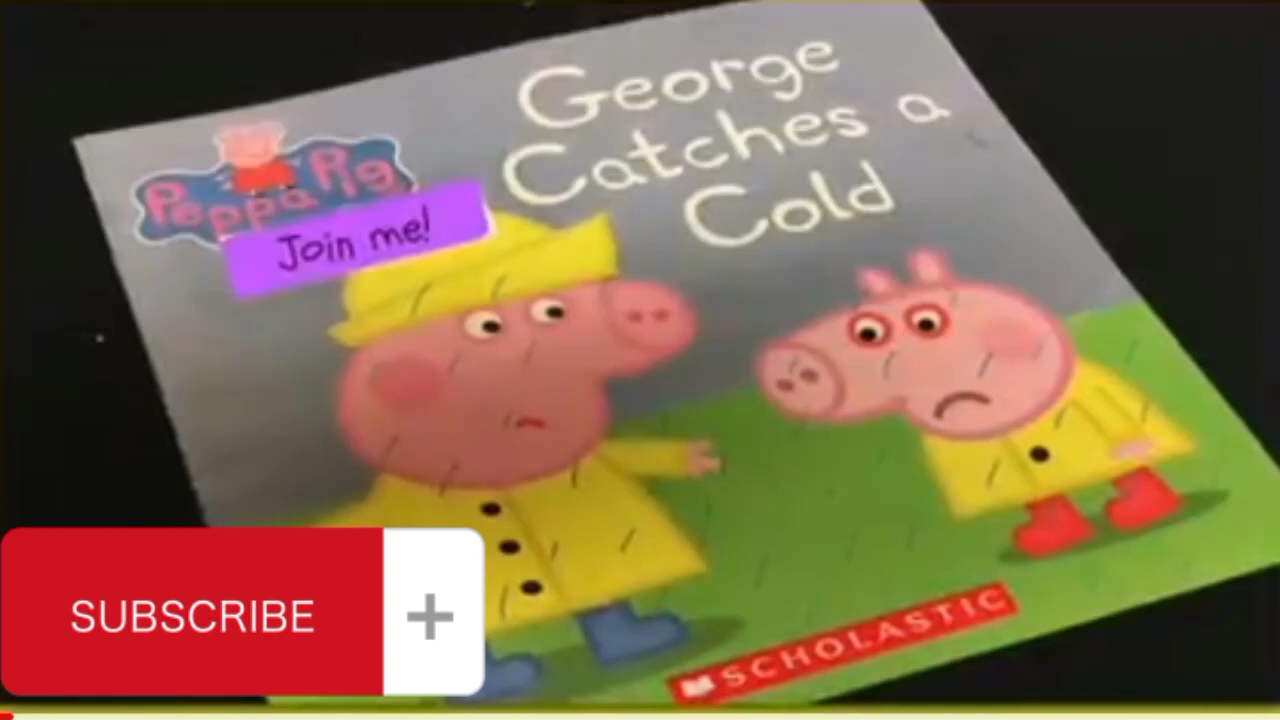 George
Catches a
Cold
Peppa Pig
Join me!
SUBSCRIBE
SCHOLASTIC